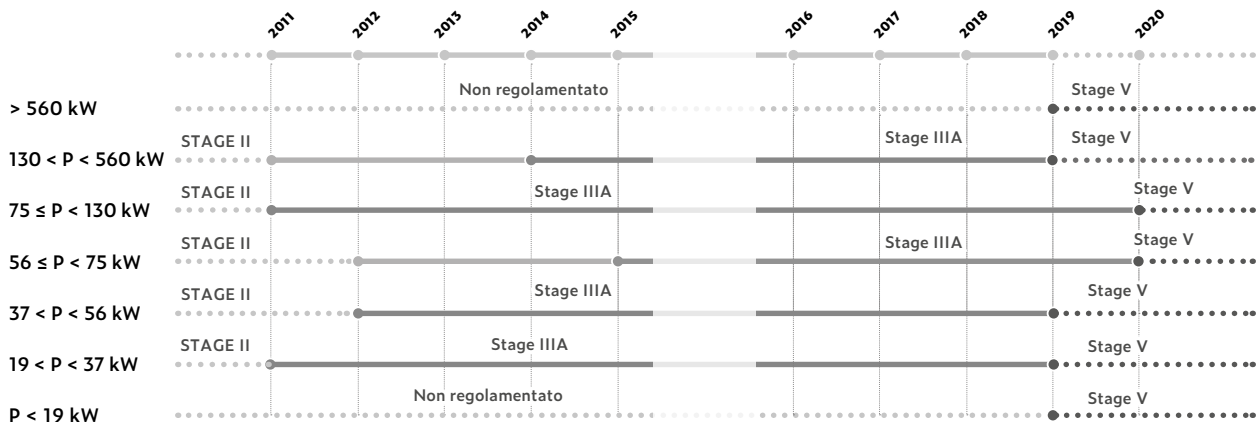 2011 2012 2013 2014 2015 2016 2017 2018 2019 2020
> 560 kW Non regolamentato Stage V
130 < P < 560 kW STAGE II Stage IIIA Stage V
75 ≤ P < 130 kW STAGE II Stage IIIA Stage V
56 ≤ P < 75 kW STAGE II Stage IIIA Stage V
37 < P < 56 kW STAGE II Stage IIIA Stage V
19 < P < 37 kW STAGE II Stage IIIA Stage V
P < 19 kW Non regolamentato Stage V